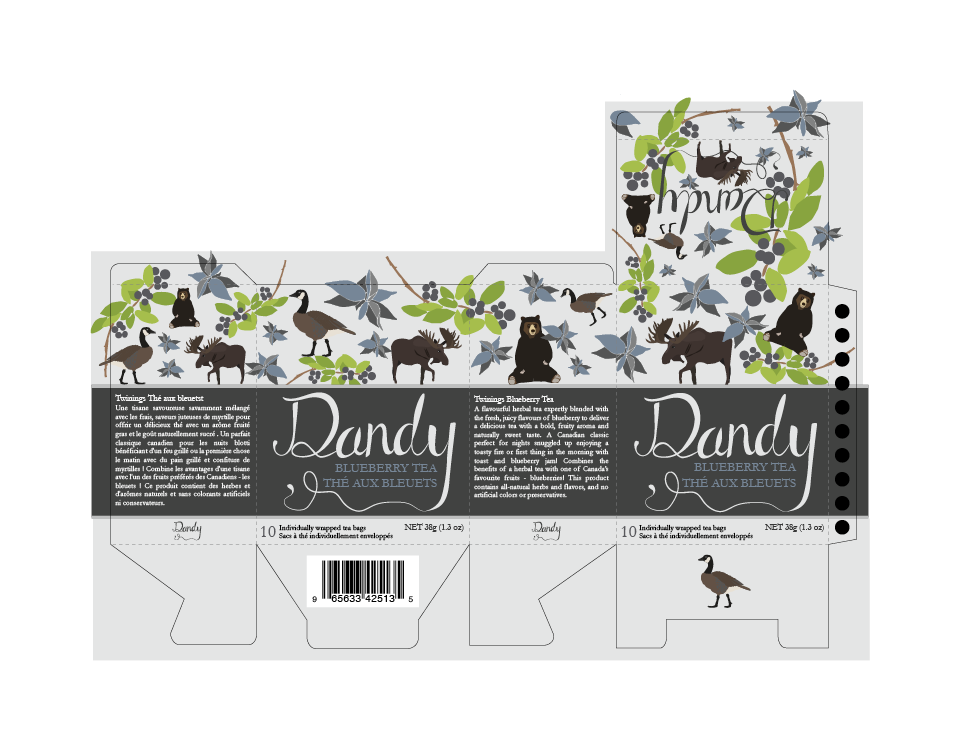 Dandy
Twinings Thé aux bleuetst
Une tisane savoureuse savamment mélangé
avec les frais, saveurs juteuses de myrtille pour
offrir un délicieux thé avec un arôme fruité
gras et le goût naturellement sucré . Un parfait
classique canadien pour les nuits blotti
bénéficiant d'un feu grillé ou la première chose
le matin avec du pain grillé et confiture de
myrtilles ! Combine les avantages d'une tisane
avec l'un des fruits préférés des Canadiens - les
bleuets ! Ce produit contient des herbes et
d'arômes naturels et sans colorants artificiels
ni conservateurs.
Dandy
Dandy
BLUEBERRY TEA
THÉ AUX BLEUETS
10 Individually wrapped tea bags
Sacs à thé individuellement enveloppés
NET 38g (1.3 oz)
Twinings Blueberry Tea
A flavourful herbal tea expertly blended with
the fresh, juicy flavours of blueberry to deliver
a delicious tea with a bold, fruity aroma and
naturally sweet taste. A Canadian classic
perfect for nights snuggled up enjoying a
toasty fire or first thing in the morning with
toast and blueberry jam! Combines the
benefits of a herbal tea with one of Canada's
favourite fruits - blueberries! This product
contains all-natural herbs and flavors, and no
artificial colors or preservatives.
Dandy
Dandy
BLUEBERRY TEA
THÉ AUX BLEUETS
10 Individually wrapped tea bags
Sacs à thé individuellement enveloppés
NET 38g (1.3 oz)
9 65633 42513 5